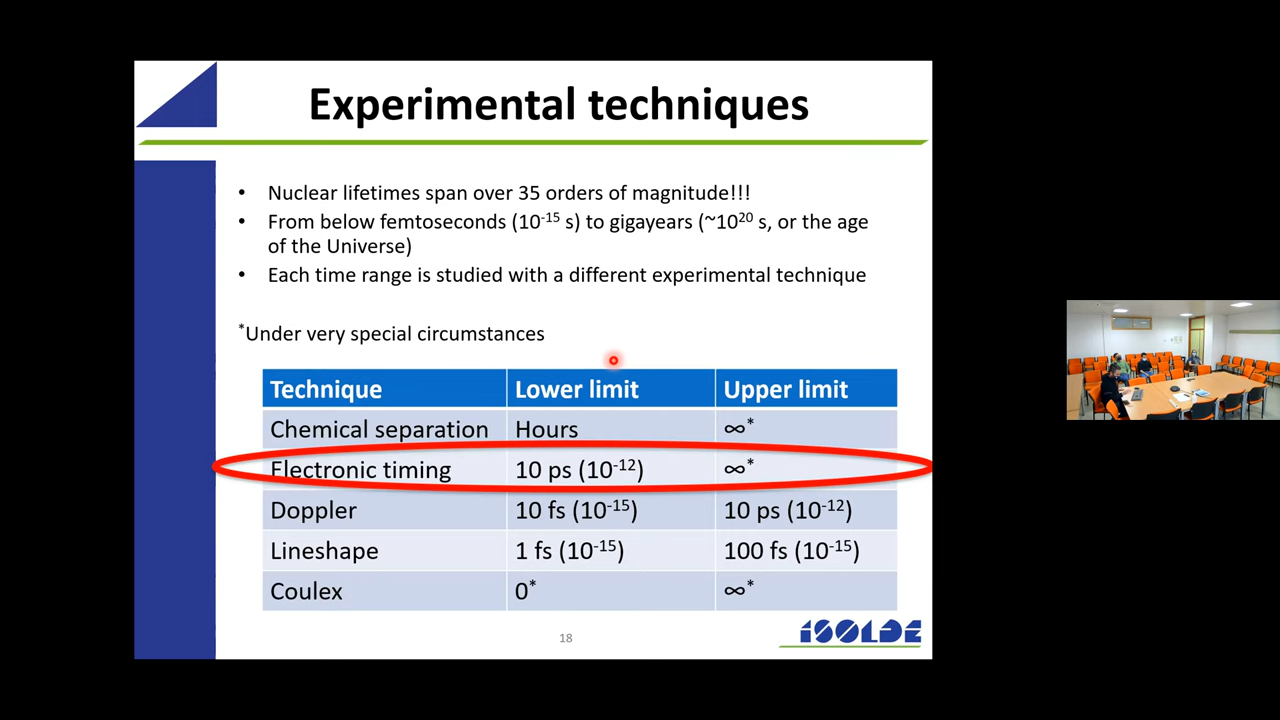 Experimental techniques
• Nuclear lifetimes span over 35 orders of magnitude!!!
• From below femtoseconds (10⁻¹⁵ s) to gigayears (~10²⁰ s, or the age
of the Universe)
• Each time range is studied with a different experimental technique
*Under very special circumstances
Technique Lower limit Upper limit
Chemical separation Hours ∞*
Electronic timing 10 ps (10⁻¹²) ∞*
Doppler 10 fs (10⁻¹⁵) 10 ps (10⁻¹²)
Lineshape 1 fs (10⁻¹⁵) 100 fs (10⁻¹⁵)
Coulex 0* ∞*
18
ISOLDE